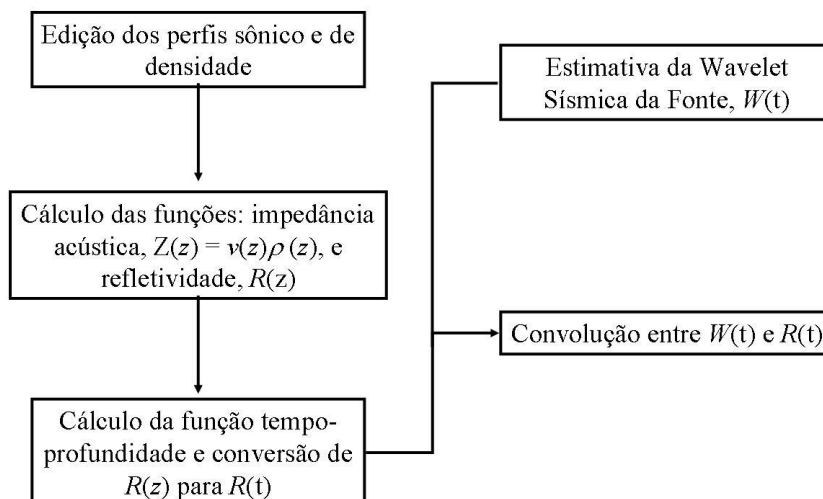 Edição dos perfis sônico e de
densidade
Cálculo das funções: impedância
acústica, Z(z) = v(z)ρ (z), e
refletividade, R(z)
Cálculo da função tempo-
profundidade e conversão de
R(z) para R(t)
Estimativa da Wavelet
Sísmica da Fonte, W(t)
Convolução entre W(t) e R(t)